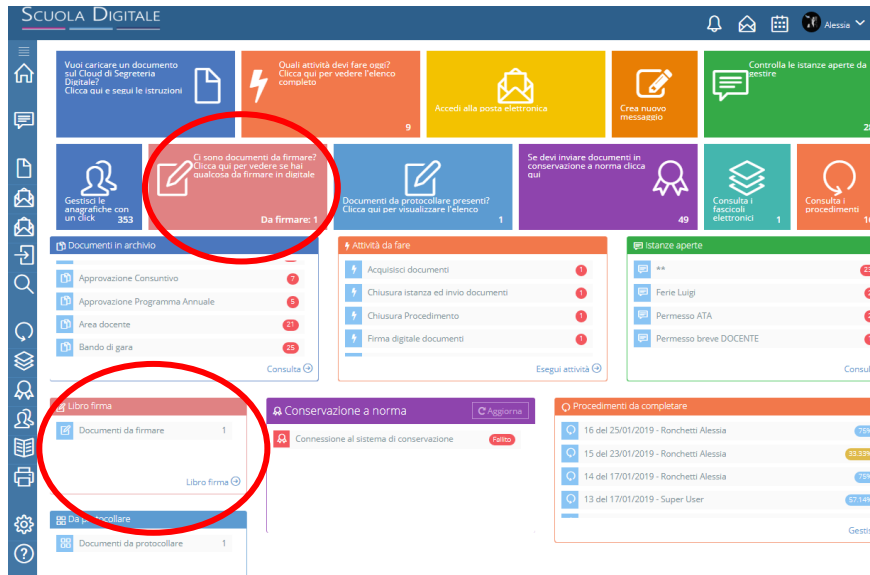 SCUOLA DIGITALE
Alessia
Vuoi caricare un documento
sul Cloud di Segreteria
Digitale?
Clicca qui e segui le istruzioni
Quali attività devi fare oggi?
Clicca qui per vedere l'elenco
completo
9
Accedi alla posta elettronica
Crea nuovo
messaggio
Controlla le istanze aperte da
gestire
Gestisci le
anagrafiche con
un click
353
Ci sono documenti da firmare?
Clicca qui per vedere se hai
qualcosa da firmare in digitale
Da firmare: 1
Documenti da protocollare presenti?
Clicca qui per visualizzare l'elenco
1
Se devi inviare documenti in
conservazione a norma clicca
qui
49
Consulta i
fascicoli
elettronici
1
Consulta i
procedimenti
Documenti in archivio
Approvazione Consuntivo 7
Approvazione Programma Annuale 5
Area docente 21
Bando di gara 25
Consulta
Attività da fare
Acquisisci documenti 1
Chiusura istanza ed invio documenti 1
Chiusura Procedimento 1
Firma digitale documenti 1
Esegui attività
Istanze aperte
**
Ferie Luigi
Permesso ATA
Permesso breve DOCENTE
Consul
Libro firma
Documenti da firmare 1
Libro firma
Conservazione a norma
Aggiorna
Connessione al sistema di conservazione Fallito
Procedimenti da completare
16 del 25/01/2019 - Ronchetti Alessia 75%
15 del 23/01/2019 - Ronchetti Alessia 33.33%
14 del 17/01/2019 - Ronchetti Alessia 75%
13 del 17/01/2019 - Super User 57.14%
Gestis
Da protocollare
Documenti da protocollare 1